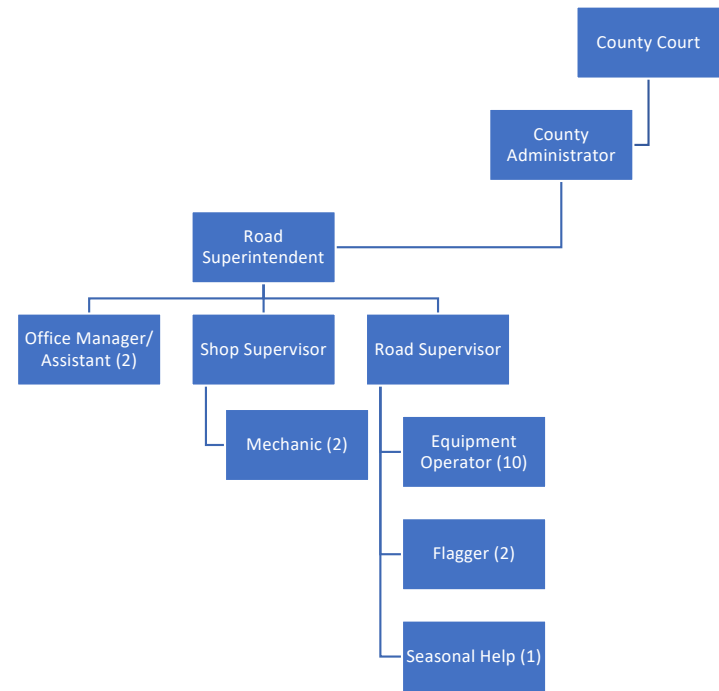 County Court
County
Administrator
Road
Superintendent
Office Manager/
Assistant (2)
Shop Supervisor
Road Supervisor
Mechanic (2)
Equipment
Operator (10)
Flagger (2)
Seasonal Help (1)